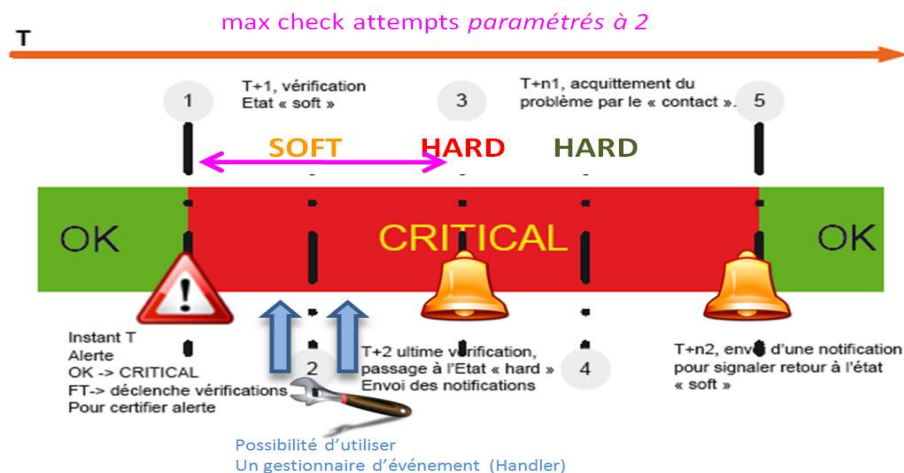 max check attempts paramétrés à 2
T
1
T+1, vérification
Etat « soft »
3
T+n1, acquittement du
problème par le « contact ».
5
SOFT
HARD
HARD
OK
CRITICAL
OK
Instant T
Alerte
OK -> CRITICAL
FT-> déclenche vérifications
Pour certifier alerte
2
T+2 ultime vérification,
passage à l'Etat « hard »
Envoi des notifications
4
T+n2, envoi d'une notification
pour signaler retour à l'état
« soft »
Possibilité d'utiliser
Un gestionnaire d'événement (Handler)